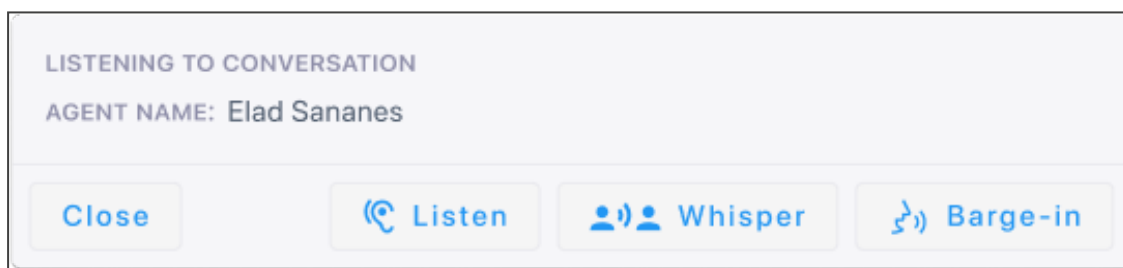 LISTENING TO CONVERSATION
AGENT NAME: Elad Sananes
Close Listen Whisper Barge-in